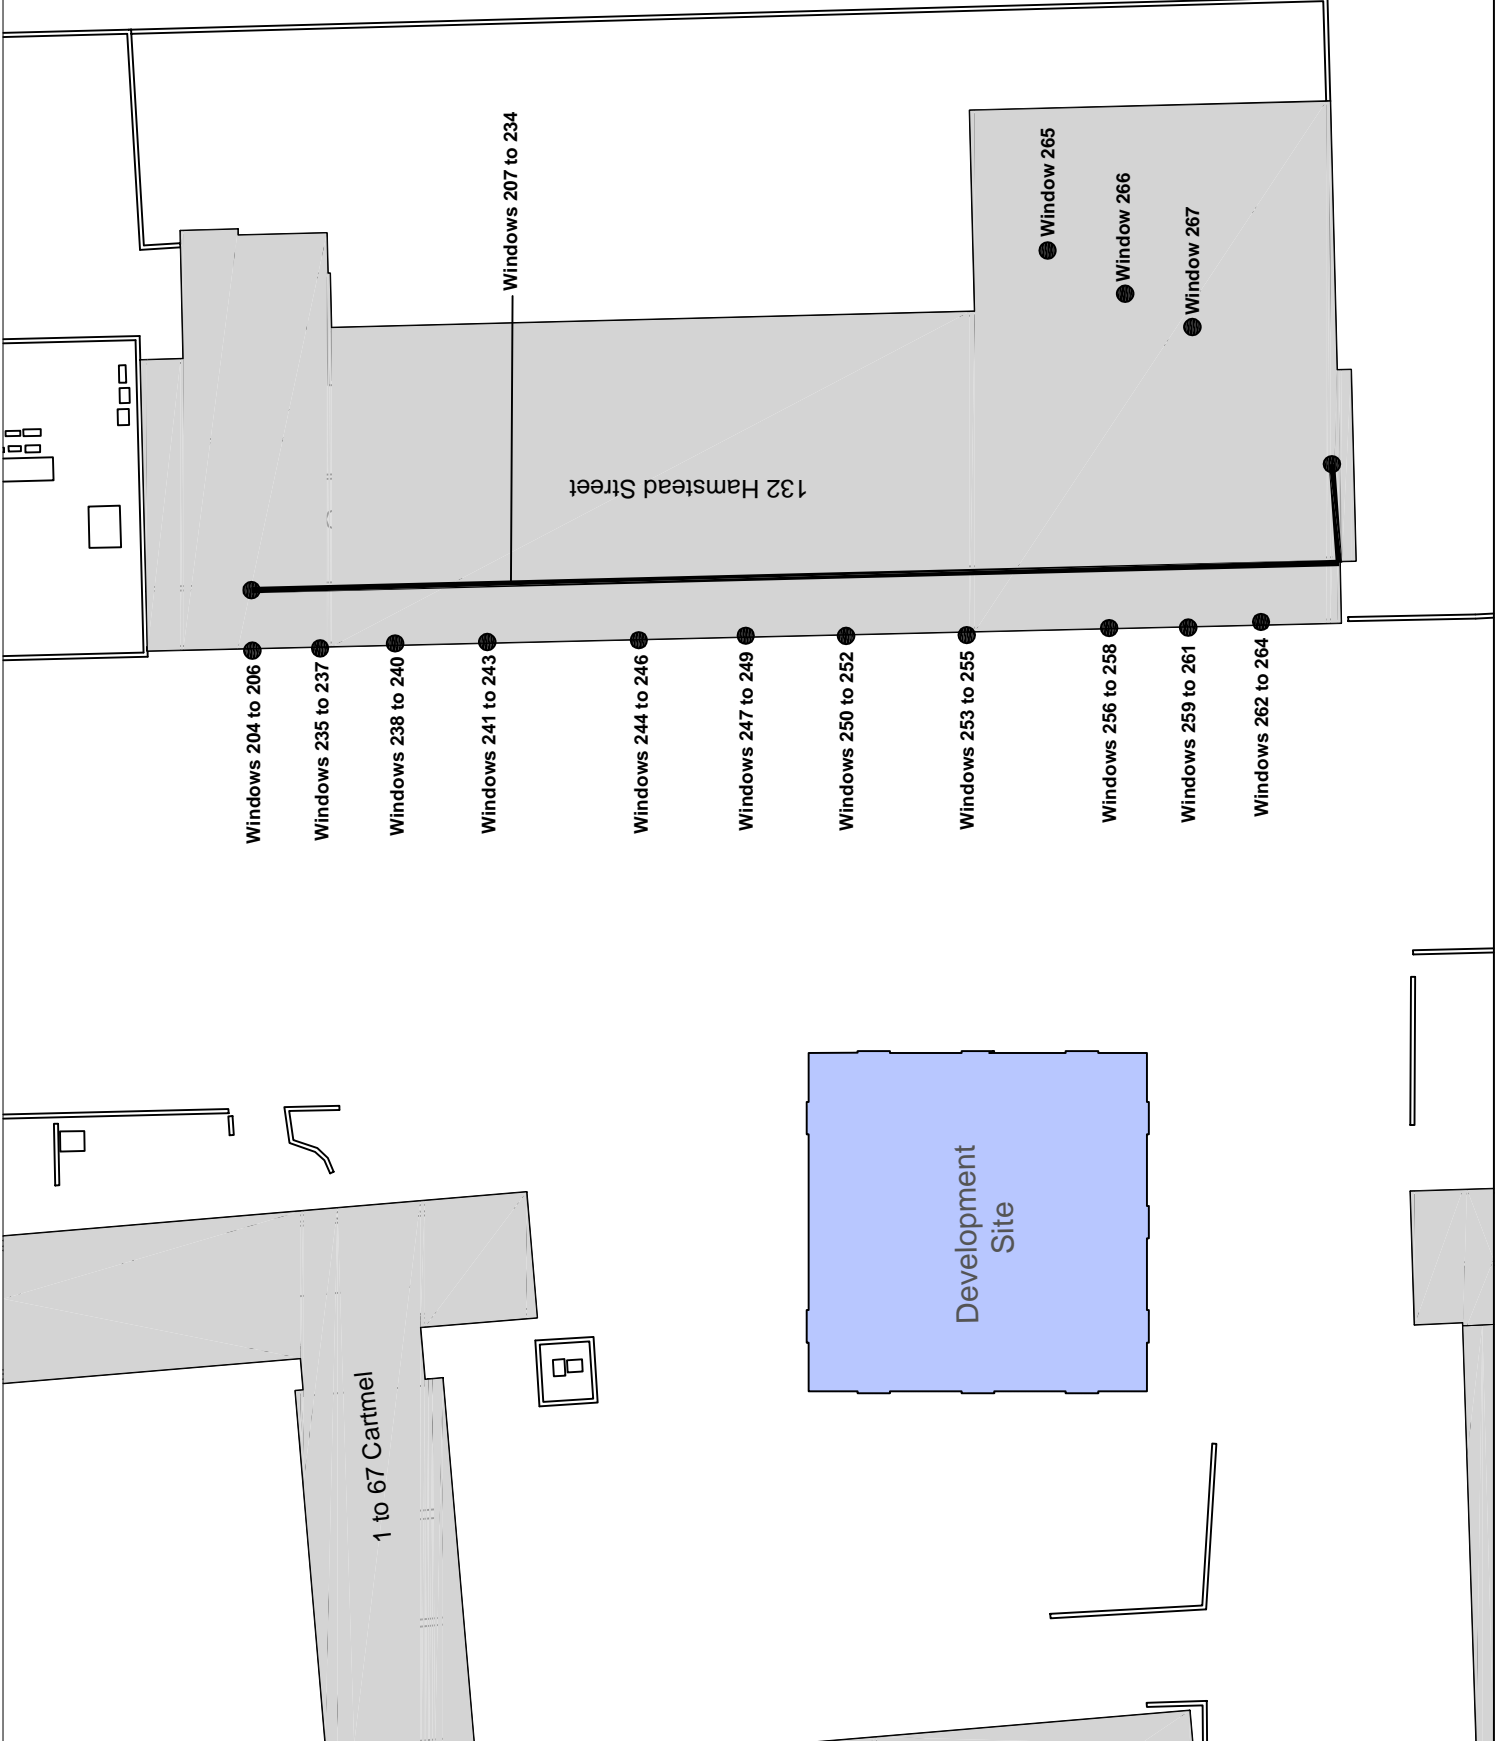 Windows 207 to 234
Window 265
Window 266
Window 267
132 Hamstead Street
Windows 204 to 206
Windows 235 to 237
Windows 238 to 240
Windows 241 to 243
Windows 244 to 246
Windows 247 to 249
Windows 250 to 252
Windows 253 to 255
Windows 256 to 258
Windows 259 to 261
Windows 262 to 264
Development
Site
1 to 67 Cartmel